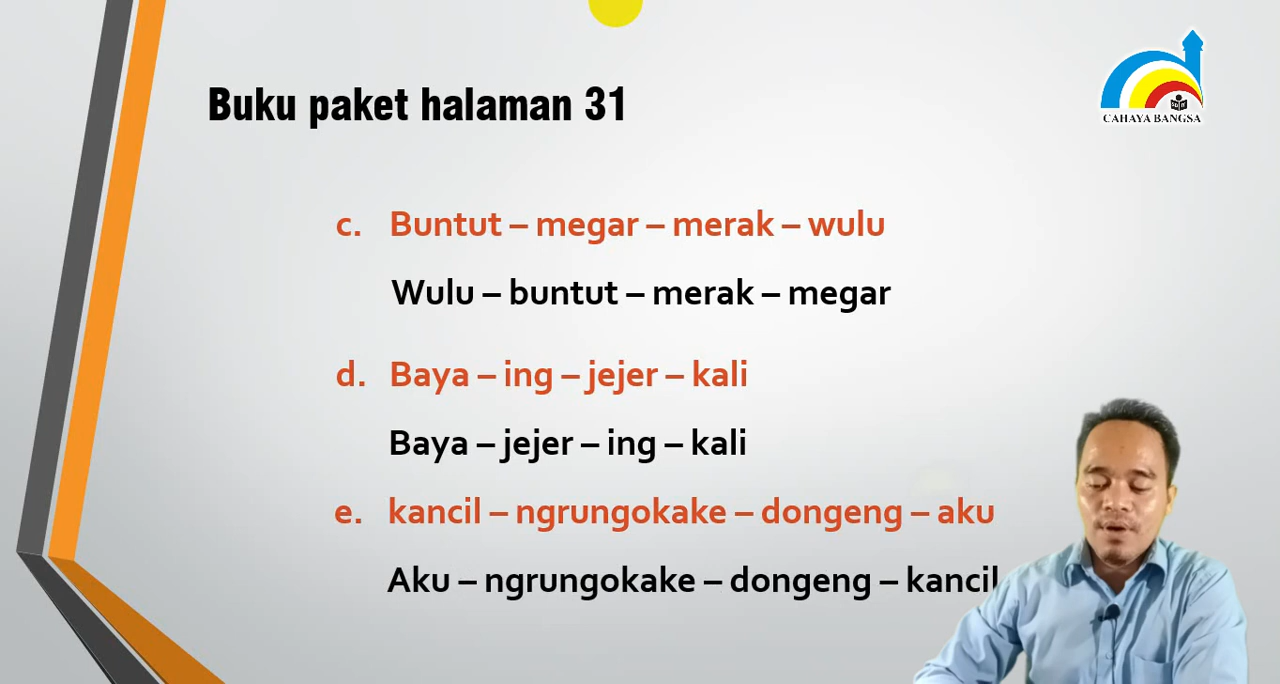 Buku paket halaman 31
CAHAYA BANGSA
c. Buntut – megar – merak – wulu
Wulu – buntut – merak – megar
d. Baya – ing – jejer – kali
Baya – jejer – ing – kali
e. kancil – ngrungokake – dongeng – aku
Aku – ngrungokake – dongeng – kancil